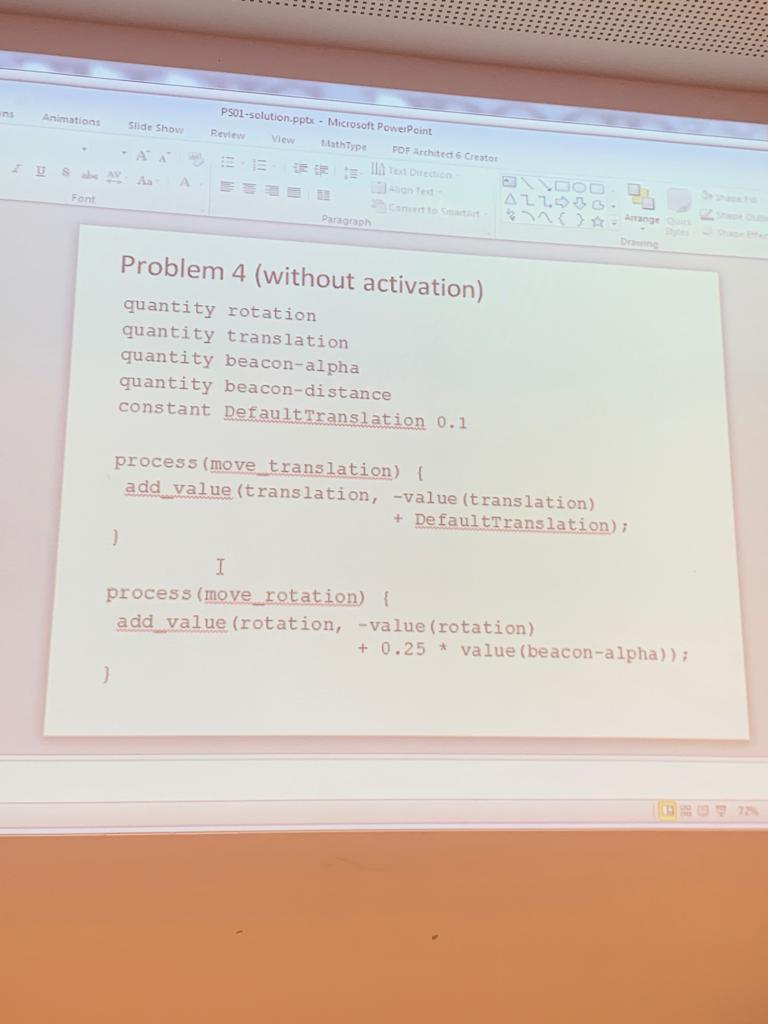 PS01-solution.pptx - Microsoft PowerPoint
Animations Slide Show Review View MathType PDF Architect 6 Creator
Text Direction
Align Text
Convert to SmartArt
Arrange
Quick Styles
Shape Fill
Shape Outli
Shape Effec
Font
Paragraph
Drawing
Problem 4 (without activation)
quantity rotation
quantity translation
quantity beacon-alpha
quantity beacon-distance
constant DefaultTranslation 0.1
process(move_translation) {
add_value(translation, -value(translation)
+ DefaultTranslation);
}
process(move_rotation) {
add_value(rotation, -value(rotation)
+ 0.25 * value(beacon-alpha));
}
72%